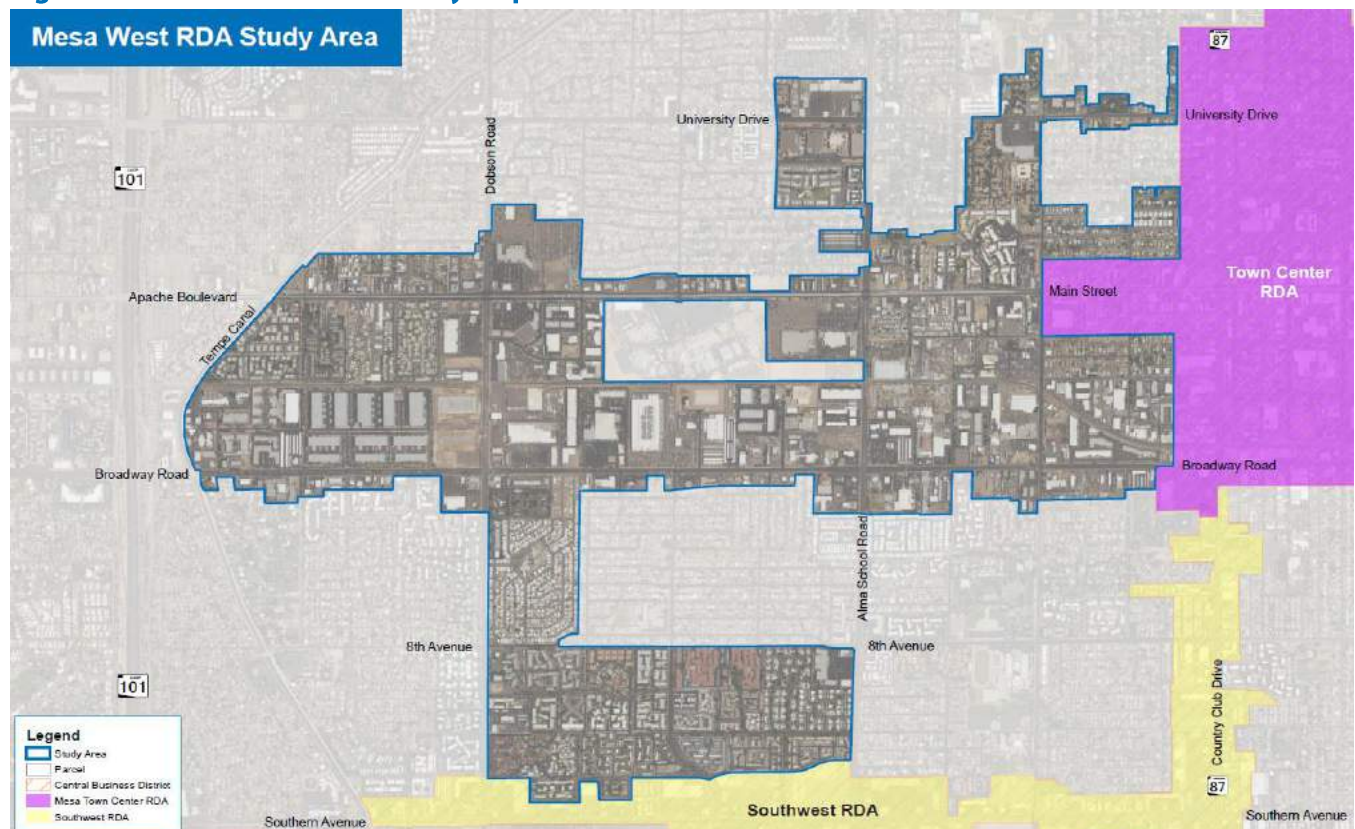 Mesa West RDA Study Area
87
University Drive
University Drive
Dobson Road
LOOP
101
Town Center
RDA
Apache Boulevard
Main Street
Tempe Canal
Broadway Road
Broadway Road
Alma School Road
8th Avenue
8th Avenue
Country Club Drive
101
Legend
Study Area
Parcel
Central Business District
Mesa Town Center RDA
Southwest RDA
87
Southwest RDA
Southern Avenue
Southern Avenue